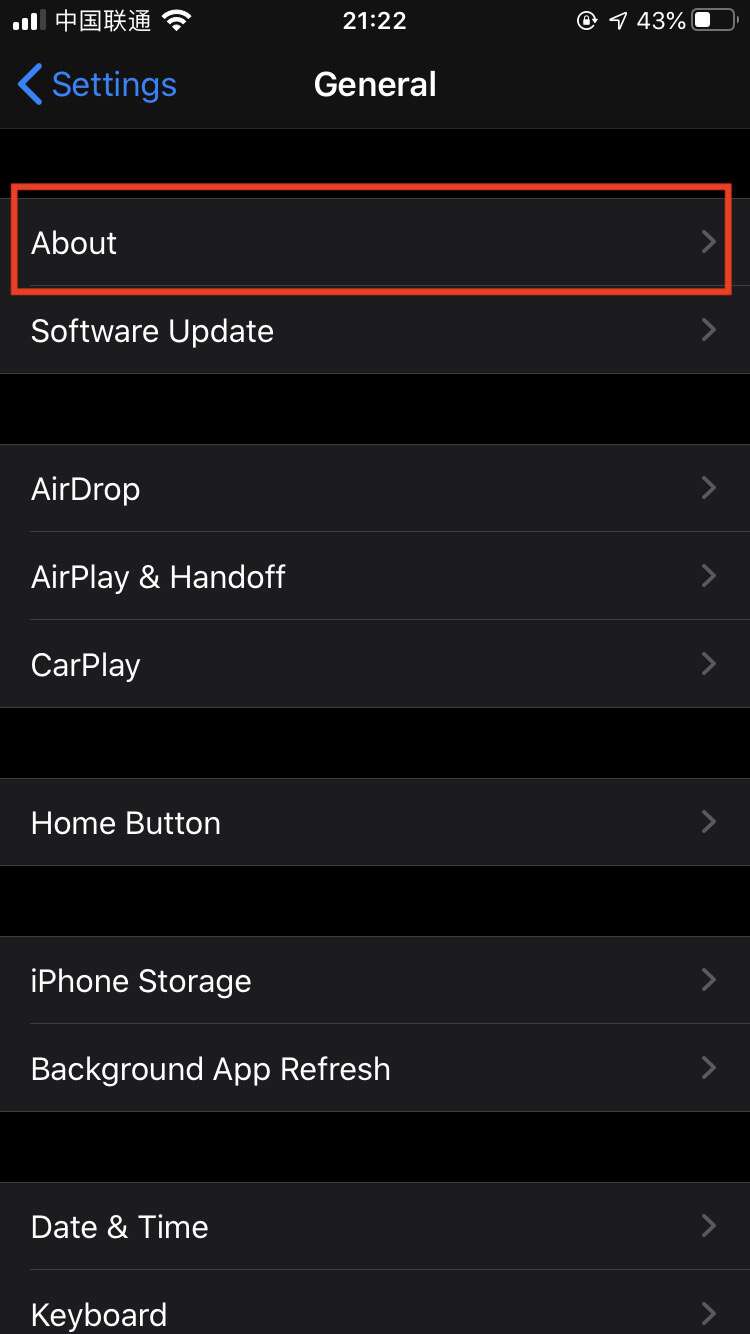 中国联通 21:22 43%
Settings General
About
Software Update
AirDrop
AirPlay & Handoff
CarPlay
Home Button
iPhone Storage
Background App Refresh
Date & Time
Keyboard